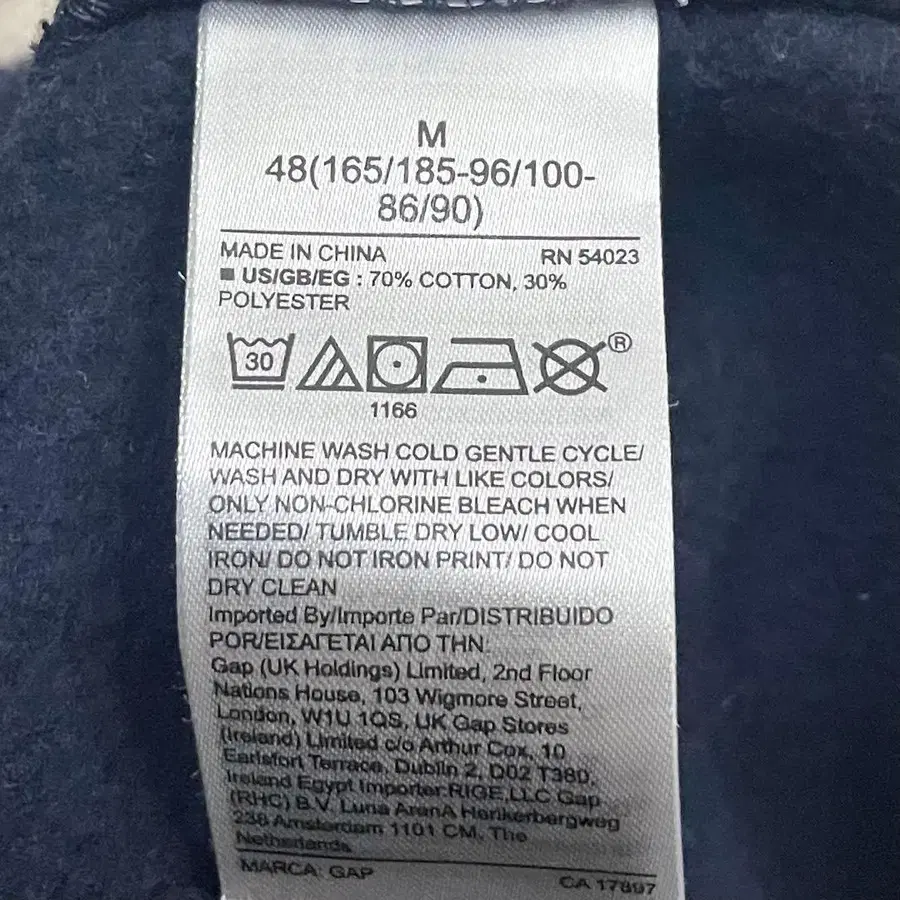 M
48(165/185-96/100-
86/90)
MADE IN CHINA RN 54023
■ US/GB/EG : 70% COTTON, 30%
POLYESTER
30 ®
1166
MACHINE WASH COLD GENTLE CYCLE/
WASH AND DRY WITH LIKE COLORS/
ONLY NON-CHLORINE BLEACH WHEN
NEEDED/ TUMBLE DRY LOW/ COOL
IRON/ DO NOT IRON PRINT/ DO NOT
DRY CLEAN
Imported By/Importe Par/DISTRIBUIDO
POR/ΕΙΣΑΓΕΤΑΙ ΑΠΟ ΤΗΝ:
Gap (UK Holdings) Limited, 2nd Floor
Nations House, 103 Wigmore Street,
London, W1U 1QS, UK Gap Stores
(Ireland) Limited c/o Arthur Cox, 10
Earlsfort Terrace, Dublin 2, D02 T380,
Ireland Egypt Importer:RIGE,LLC Gap
(RHC) B.V. Luna ArenA Herikerbergweg
238 Amsterdam 1101 CM, The
Netherlands
MARCA: GAP CA 17897